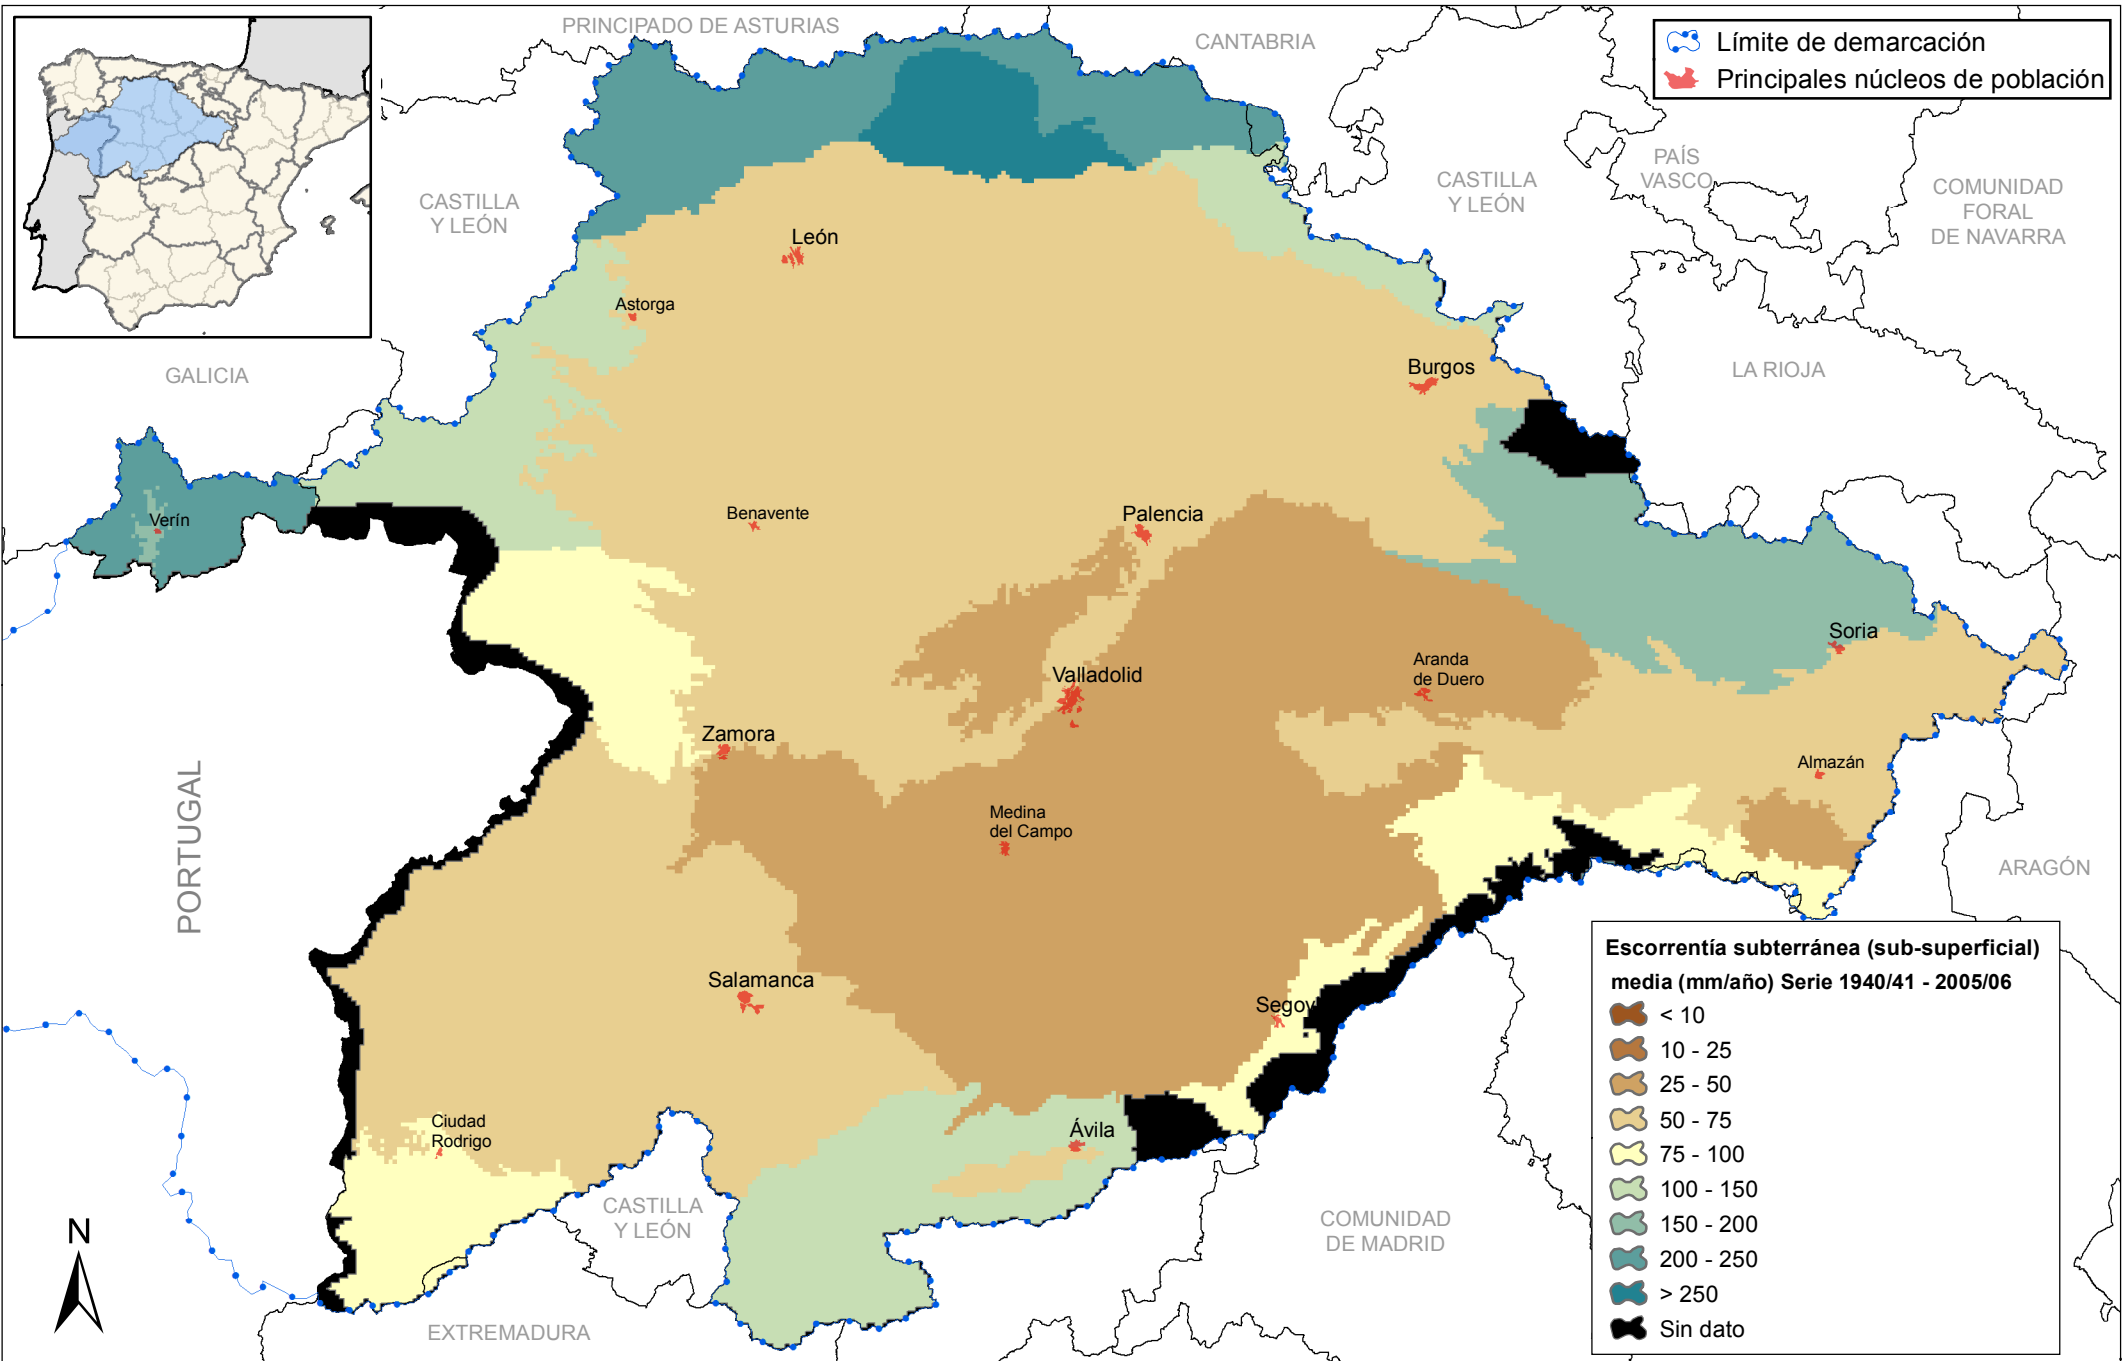 PRINCIPADO DE ASTURIAS
CANTABRIA
Límite de demarcación
Principales núcleos de población
PAÍS
VASCO
CASTILLA
Y LEÓN
COMUNIDAD
FORAL
DE NAVARRA
CASTILLA
Y LEÓN
León
Astorga
GALICIA
Burgos
LA RIOJA
Verín
Benavente
Palencia
Soria
Aranda
de Duero
Valladolid
Zamora
Almazán
PORTUGAL
Medina
del Campo
ARAGÓN
Salamanca
Segov
Ciudad
Rodrigo
Ávila
CASTILLA
Y LEÓN
COMUNIDAD
DE MADRID
EXTREMADURA
N
Escorrentía subterránea (sub-superficial)
media (mm/año) Serie 1940/41 - 2005/06
< 10
10 - 25
25 - 50
50 - 75
75 - 100
100 - 150
150 - 200
200 - 250
> 250
Sin dato